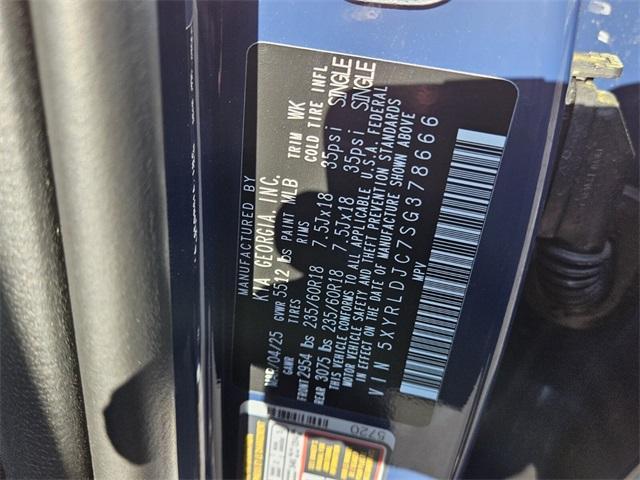 MANUFACTURED BY
KIA GEORGIA, INC.
04/25 GVWR 5512 lbs PAINT MLB TRIM WK
GAWR TIRES RIMS COLD TIRE INFL
FRONT 2954 lbs 235/60R18 7.5Jx18 35psi SINGLE
REAR 3075 lbs 235/60R18 7.5Jx18 35psi SINGLE
THIS VEHICLE CONFORMS TO ALL APPLICABLE U.S.A. FEDERAL
MOTOR VEHICLE SAFETY AND THEFT PREVENTION STANDARDS
IN EFFECT ON THE DATE OF MANUFACTURE SHOWN ABOVE
VIN 5XYRLDJC7SG378666
MPV
5720